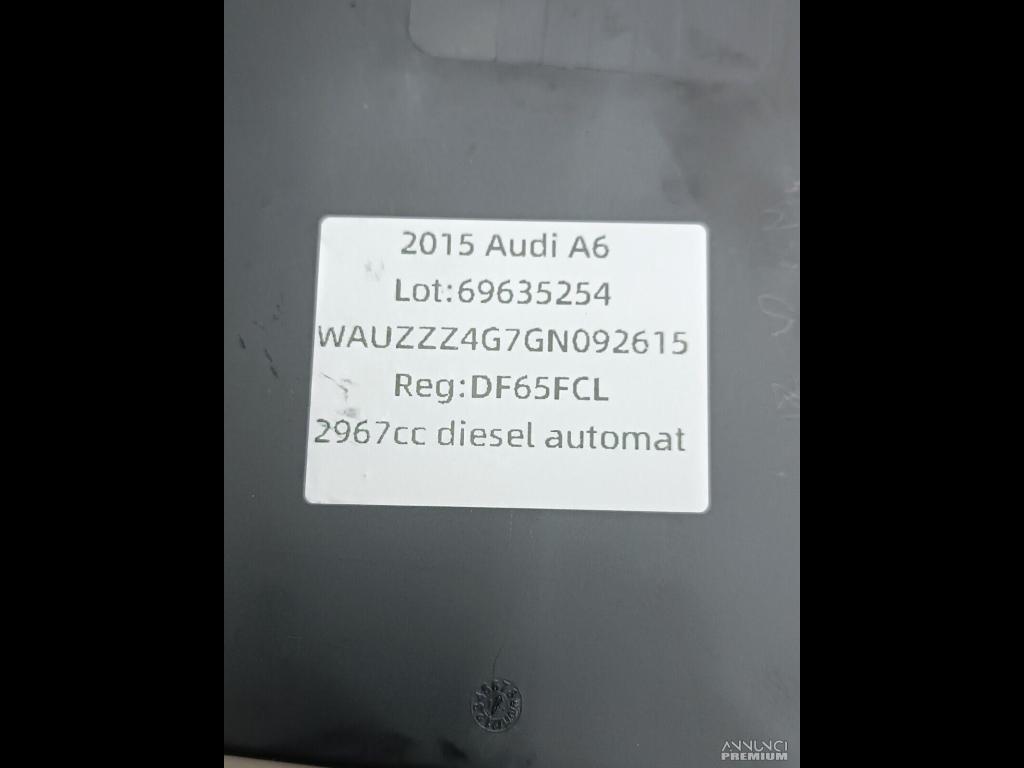 2015 Audi A6
Lot:69635254
WAUZZZ4G7GN092615
Reg:DF65FCL
2967cc diesel automat
ANNUNCI
PREMIUM